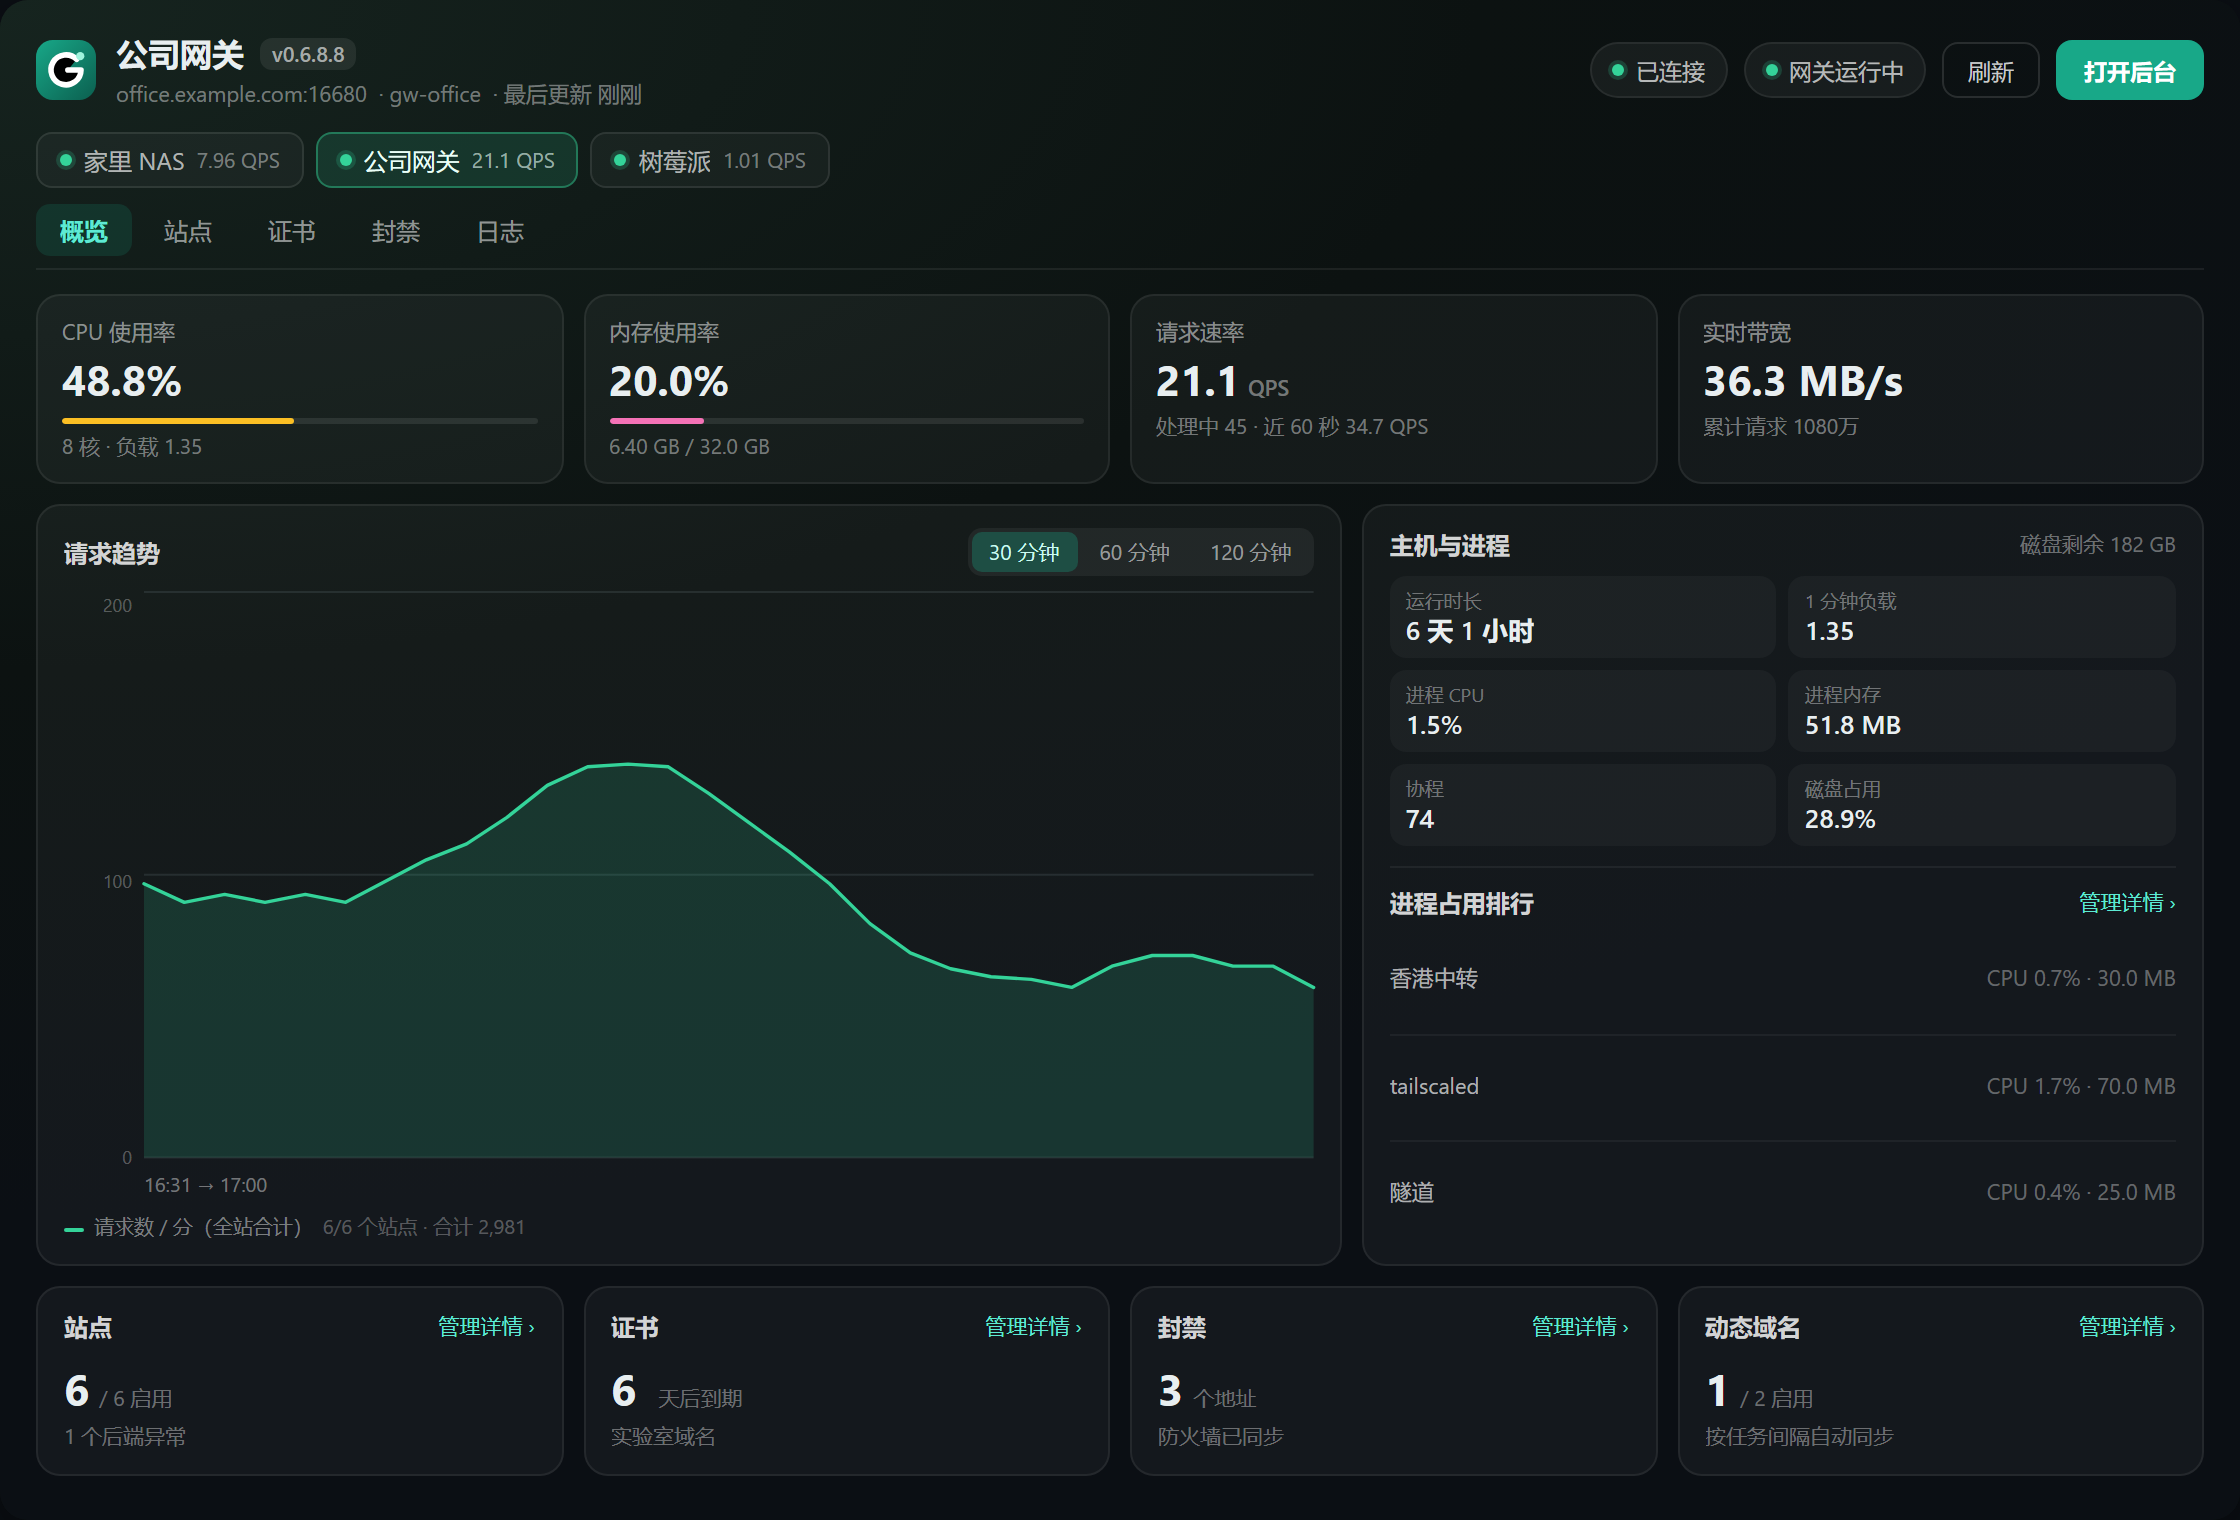 公司网关 v0.6.8.8
office.example.com:16680 · gw-office · 最后更新 刚刚
已连接
网关运行中
刷新
打开后台
家里 NAS 7.96 QPS
公司网关 21.1 QPS
树莓派 1.01 QPS
概览
站点
证书
封禁
日志
CPU 使用率
48.8%
8 核 · 负载 1.35
内存使用率
20.0%
6.40 GB / 32.0 GB
请求速率
21.1 QPS
处理中 45 · 近 60 秒 34.7 QPS
实时带宽
36.3 MB/s
累计请求 1080万
请求趋势
30 分钟
60 分钟
120 分钟
200
100
0
16:31 → 17:00
请求数 / 分（全站合计） 6/6 个站点 · 合计 2,981
主机与进程
磁盘剩余 182 GB
运行时长
6 天 1 小时
1 分钟负载
1.35
进程 CPU
1.5%
进程内存
51.8 MB
协程
74
磁盘占用
28.9%
进程占用排行
管理详情 ›
香港中转
CPU 0.7% · 30.0 MB
tailscaled
CPU 1.7% · 70.0 MB
隧道
CPU 0.4% · 25.0 MB
站点
管理详情 ›
6 / 6 启用
1 个后端异常
证书
管理详情 ›
6 天后到期
实验室域名
封禁
管理详情 ›
3 个地址
防火墙已同步
动态域名
管理详情 ›
1 / 2 启用
按任务间隔自动同步